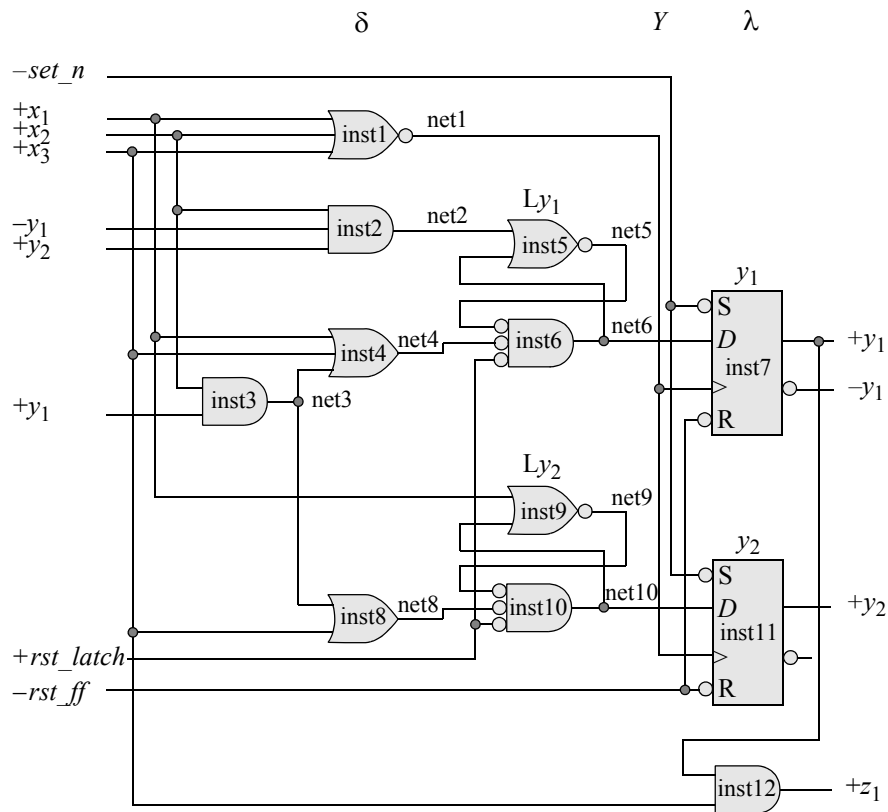 δ Y λ
–set_n
+x1
+x2
+x3
inst1 net1
–y1
+y2
inst2 net2
Ly1
inst5 net5
y1
S
D
inst7
R
+y1
–y1
inst4 net4
inst6 net6
+y1
inst3 net3
Ly2
inst9 net9
y2
S
D
inst11
R
+y2
inst8 net8
inst10 net10
+rst_latch
–rst_ff
inst12
+z1